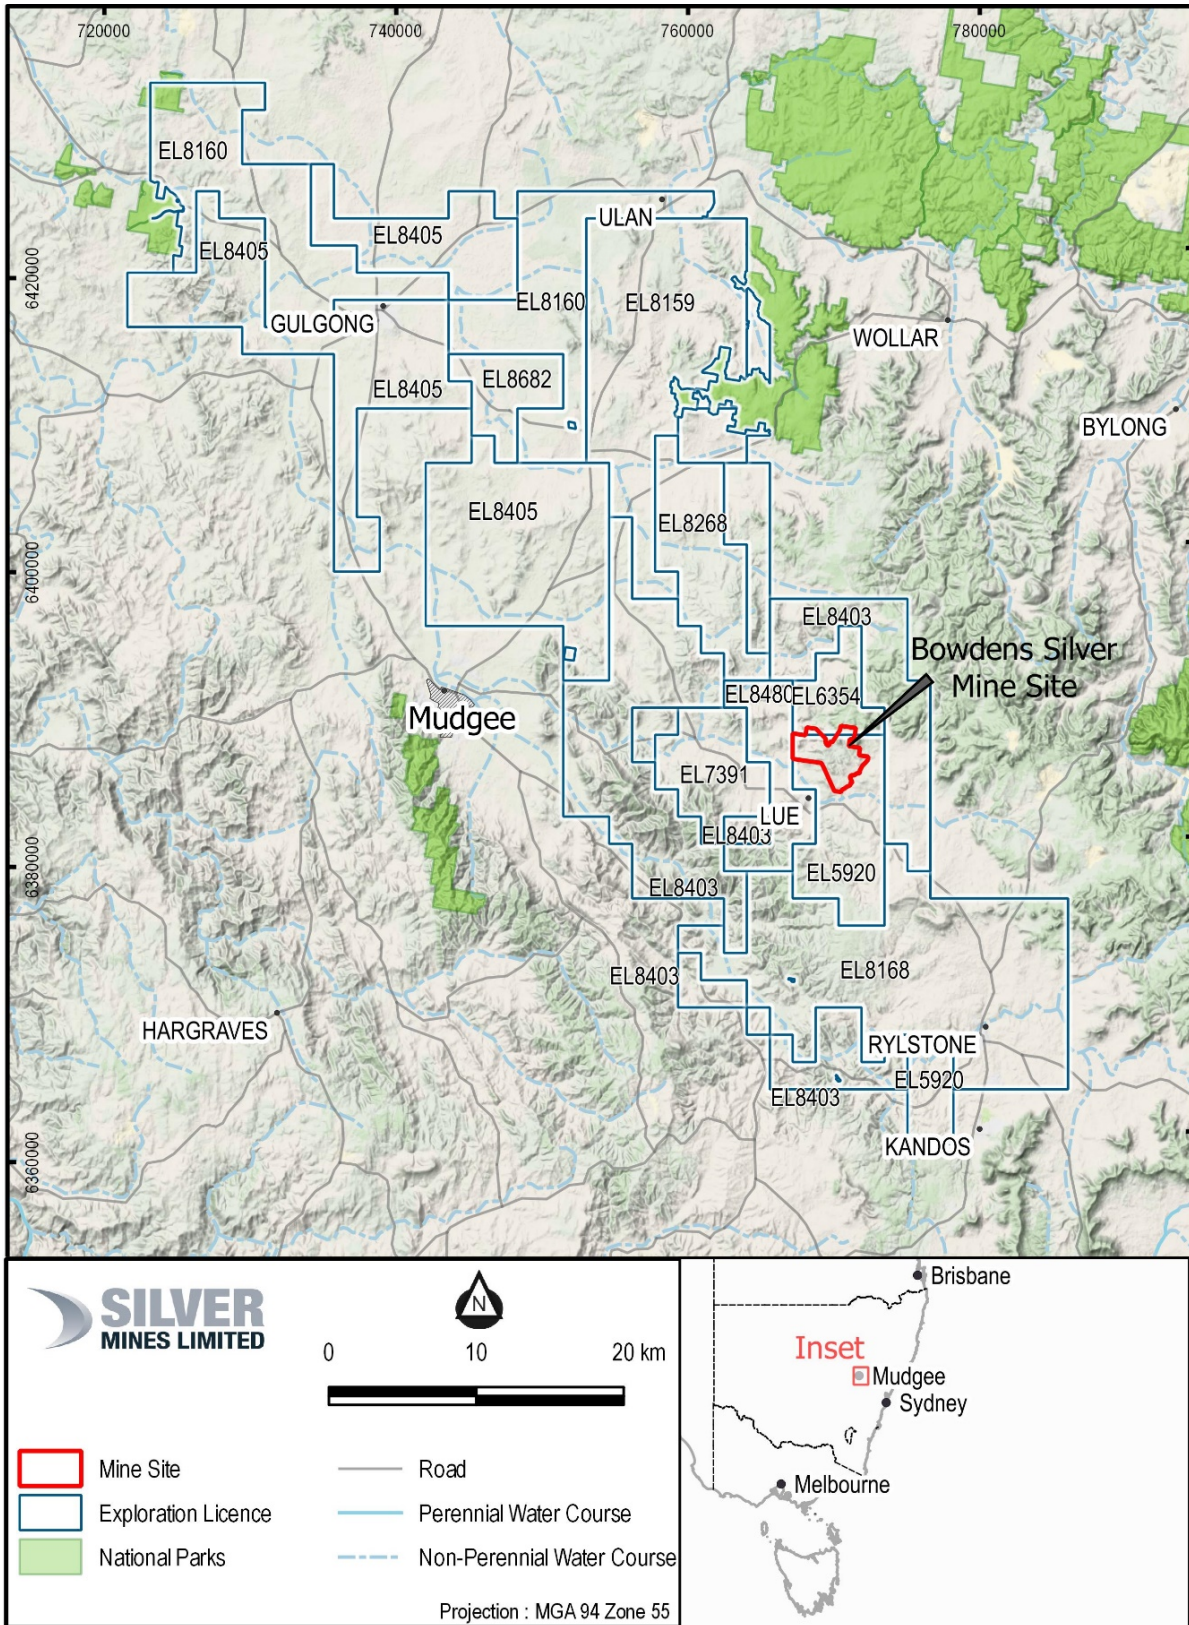 720000
740000
760000
780000
EL8160
ULAN
EL8405
EL8405
6420000
EL8160
EL8159
GULGONG
WOLLAR
EL8405
EL8682
BYLONG
EL8405
EL8268
6400000
EL8403
Bowdens Silver
Mine Site
EL8480
EL6354
Mudgee
EL7391
LUE
EL8403
6380000
EL5920
EL8403
EL8168
EL8403
HARGRAVES
RYLSTONE
EL5920
EL8403
KANDOS
6360000
SILVER
MINES LIMITED
N
0 10 20 km
Mine Site
Exploration Licence
National Parks
Road
Perennial Water Course
Non-Perennial Water Course
Projection : MGA 94 Zone 55
Brisbane
Inset
Mudgee
Sydney
Melbourne